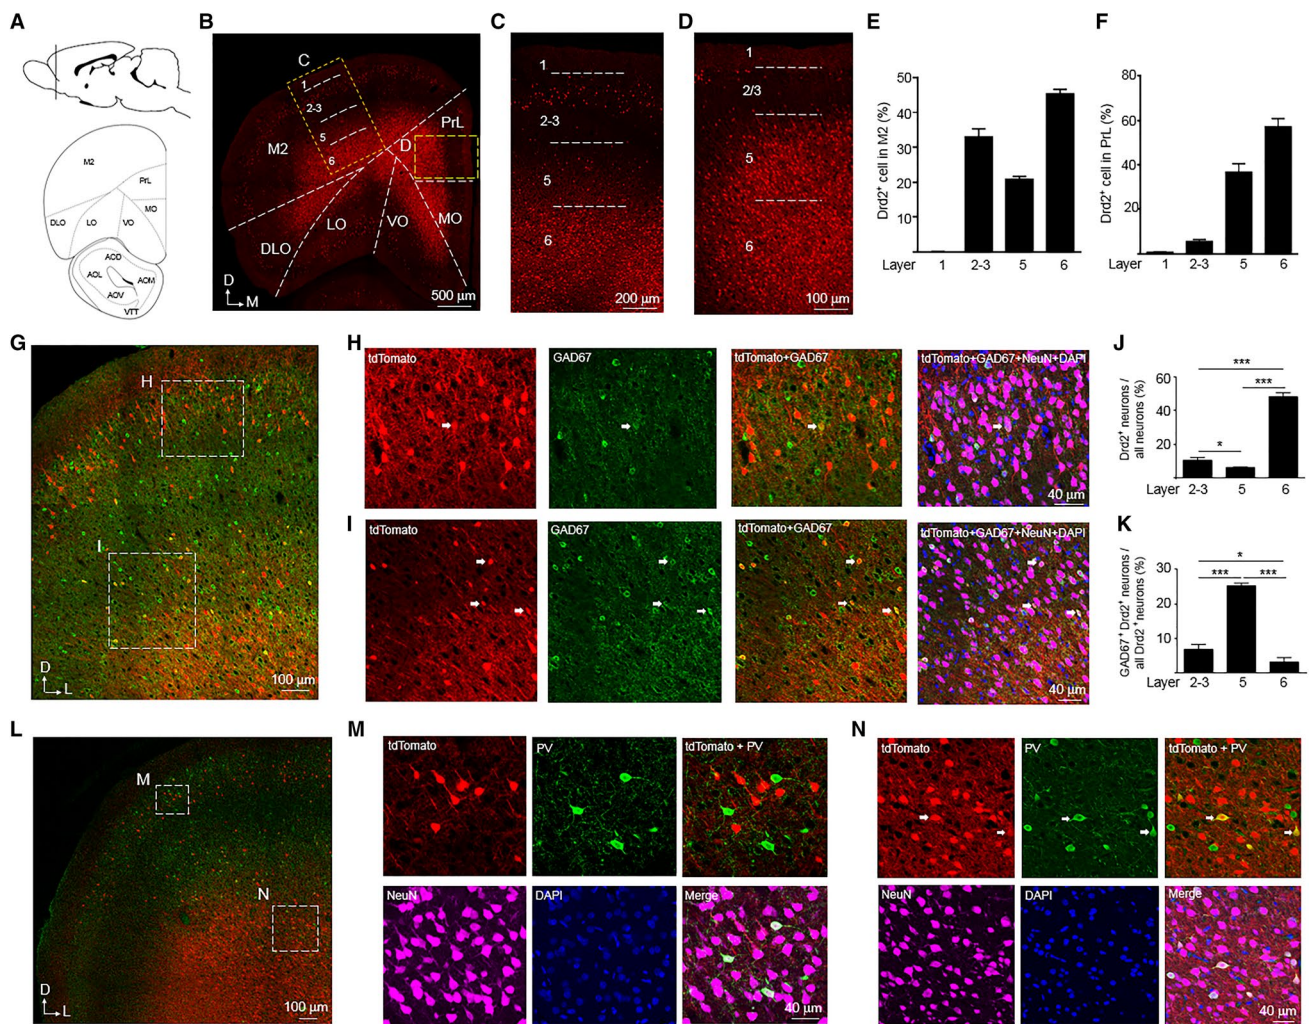 A
M2
PrL
MO
DLO
LO
VO
AOD
AOL
AOM
AOV
VTT
B
C
1
2-3
5
6
M2
D
PrL
LO
VO
MO
DLO
D
M
500 µm
C
1
2-3
5
6
200 µm
D
1
2/3
5
6
100 µm
E
Drd2+ cell in M2 (%)
50
40
30
20
10
Layer 1 2-3 5 6
F
Drd2+ cell in PrL (%)
80
60
40
20
Layer 1 2-3 5 6
G
H
I
D
L
100 µm
H
tdTomato
GAD67
tdTomato+GAD67
tdTomato+GAD67+NeuN+DAPI
40 µm
I
tdTomato
GAD67
tdTomato+GAD67
tdTomato+GAD67+NeuN+DAPI
40 µm
J
Drd2+ neurons /
all neurons (%)
60
40
20
***
***
*
Layer 2-3 5 6
K
GAD67+ Drd2+ neurons /
all Drd2+ neurons (%)
30
20
10
*
*** ***
Layer 2-3 5 6
L
M
N
D
L
100 µm
M
tdTomato
PV
tdTomato + PV
NeuN
DAPI
Merge
40 µm
N
tdTomato
PV
tdTomato + PV
NeuN
DAPI
Merge
40 µm